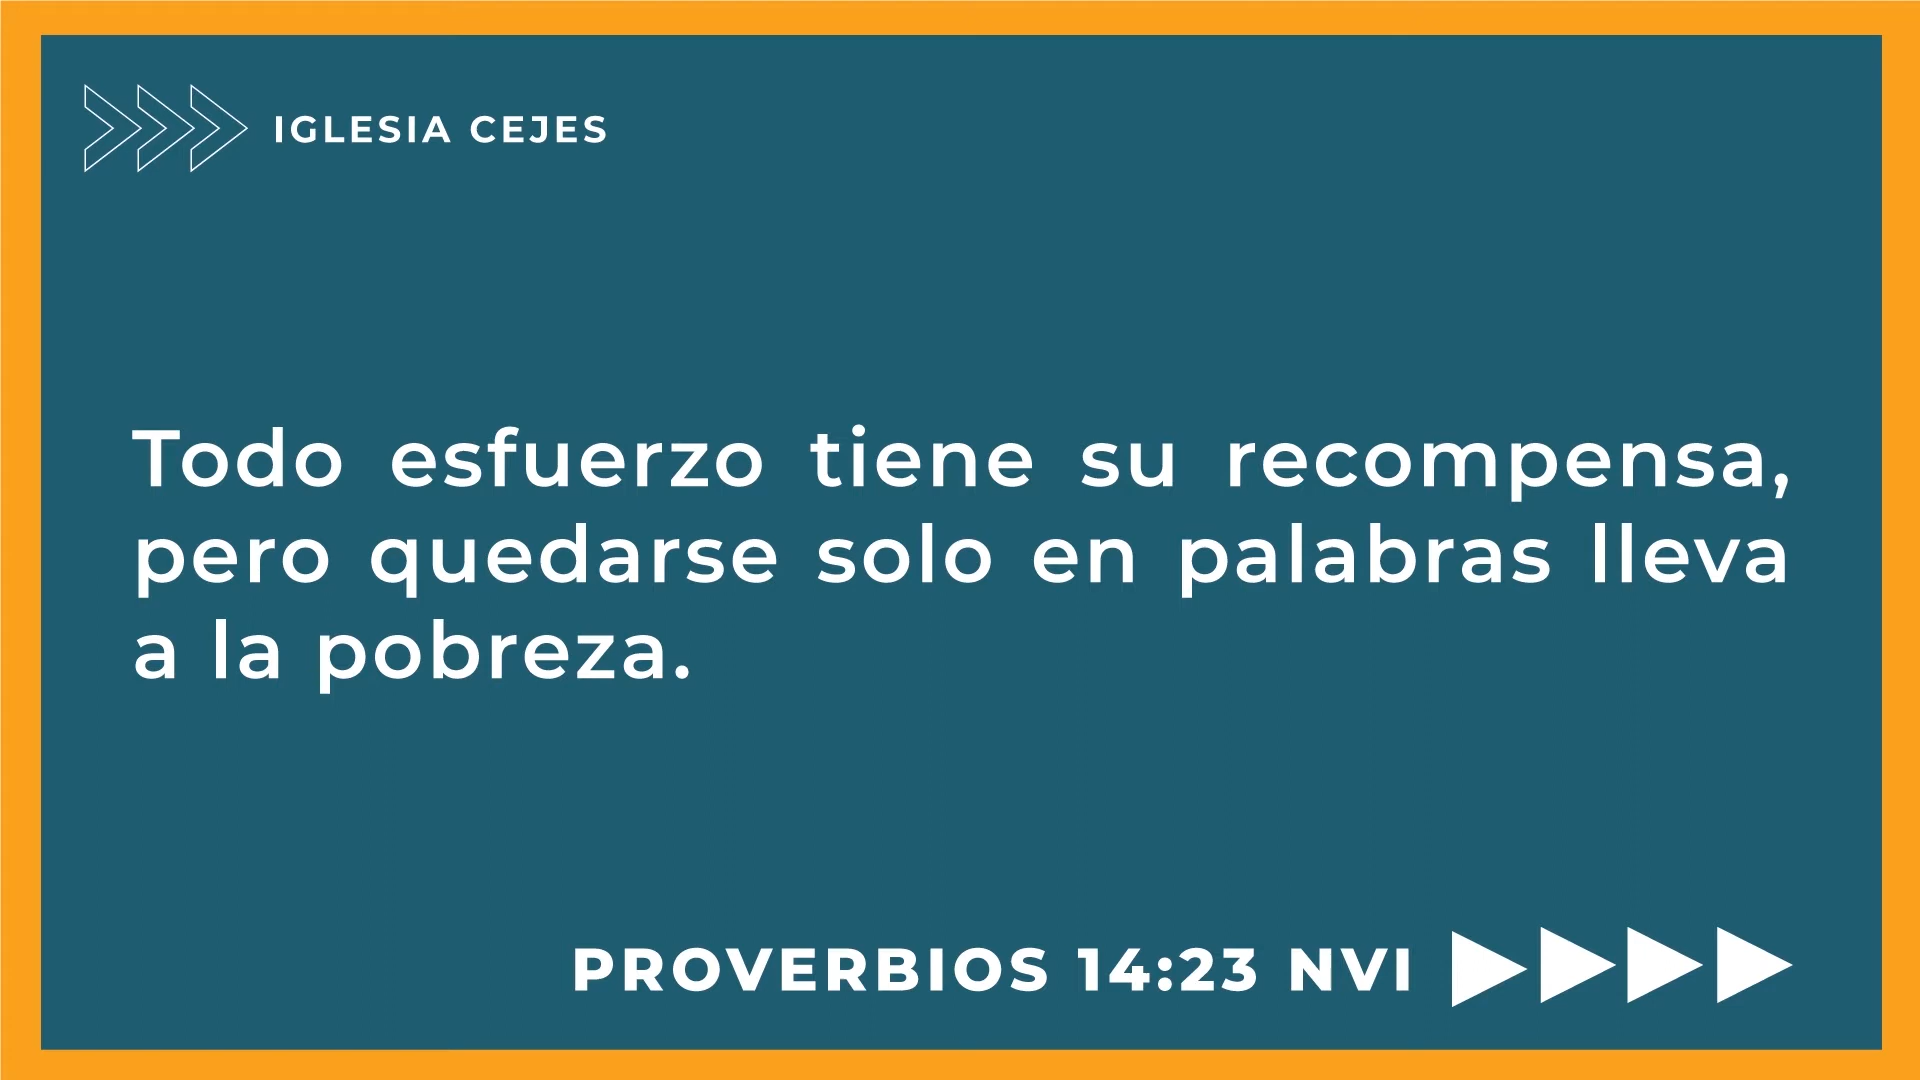 IGLESIA CEJES
Todo esfuerzo tiene su recompensa,
pero quedarse solo en palabras lleva
a la pobreza.
PROVERBIOS 14:23 NVI